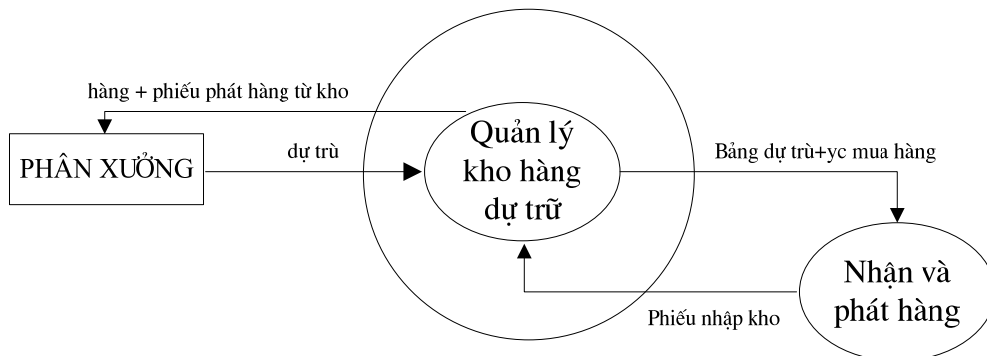 hàng + phiếu phát hàng từ kho
PHÂN XƯỞNG
dự trù
Quản lý
kho hàng
dự trữ
Bảng dự trù+yc mua hàng
Nhận và
phát hàng
Phiếu nhập kho